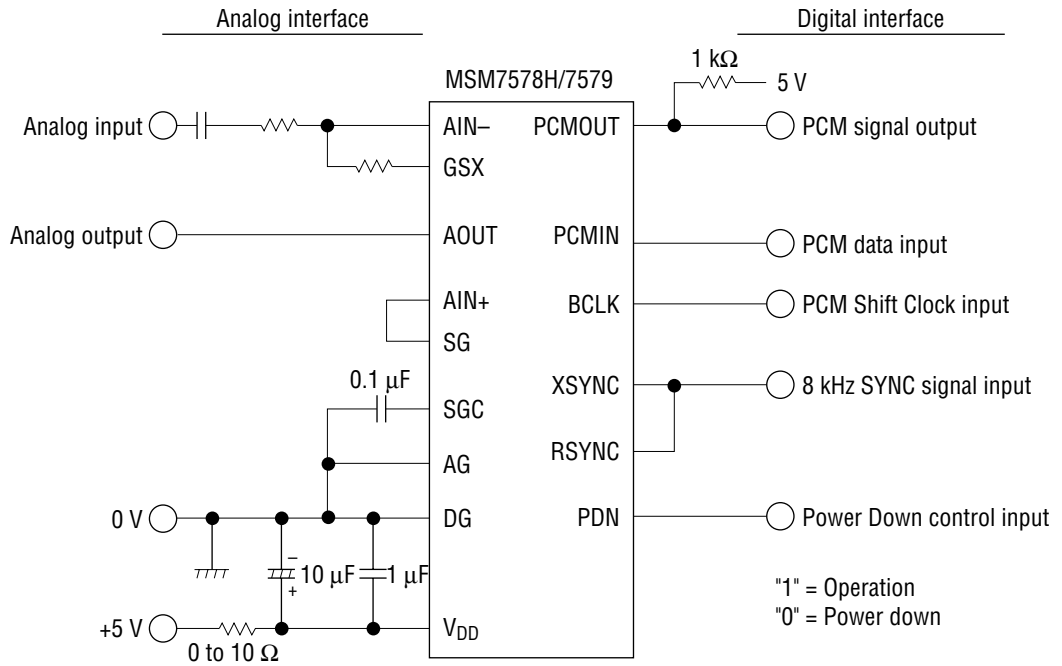 Analog interface
Digital interface
1 kΩ
5 V
MSM7578H/7579
Analog input
AIN–
PCMOUT
PCM signal output
GSX
Analog output
AOUT
PCMIN
PCM data input
AIN+
BCLK
PCM Shift Clock input
SG
0.1 μF
XSYNC
8 kHz SYNC signal input
SGC
RSYNC
AG
0 V
DG
PDN
Power Down control input
–
10 μF
1 μF
+
"1" = Operation
"0" = Power down
+5 V
VDD
0 to 10 Ω